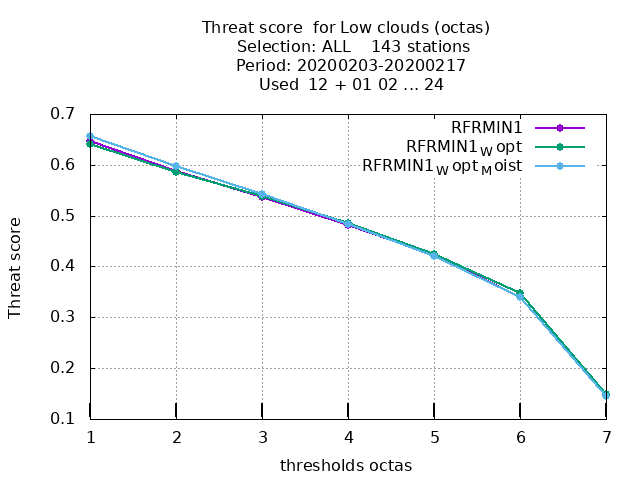 Threat score  for Low clouds (octas)
Selection: ALL    143 stations
Period: 20200203-20200217
Used  12 + 01 02 ... 24
0.7
0.6
0.5
0.4
0.3
0.2
0.1
Threat score
RFRMIN1
RFRMIN1_W opt
RFRMIN1_W opt_M oist
1 2 3 4 5 6 7
thresholds octas